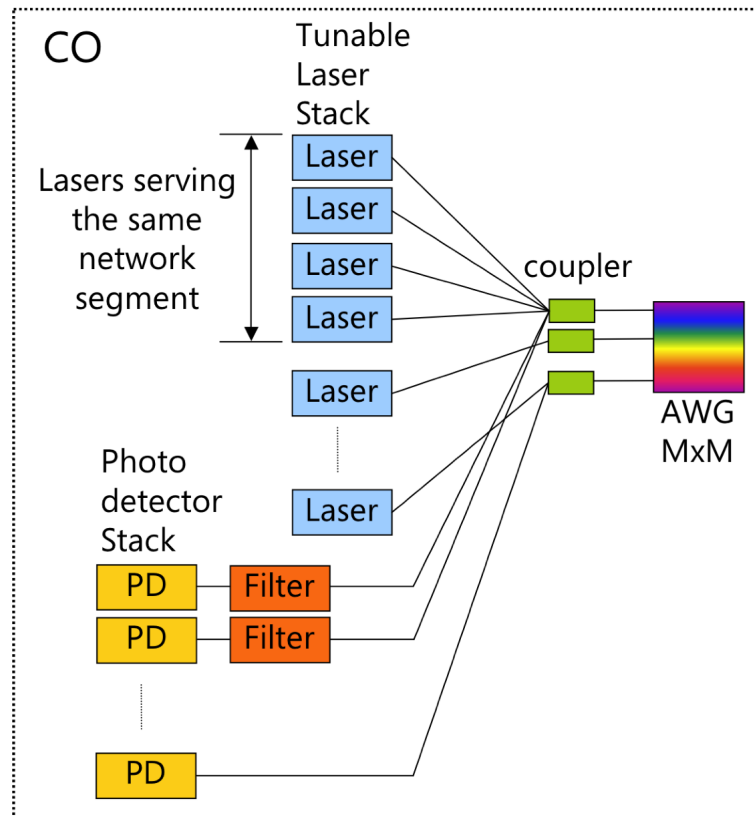 CO
Tunable
Laser
Stack
Laser
Lasers serving
the same
network
segment
Laser
Laser
Laser
coupler
Laser
AWG
MxM
Laser
Photo
detector
Stack
PD
Filter
PD
Filter
PD